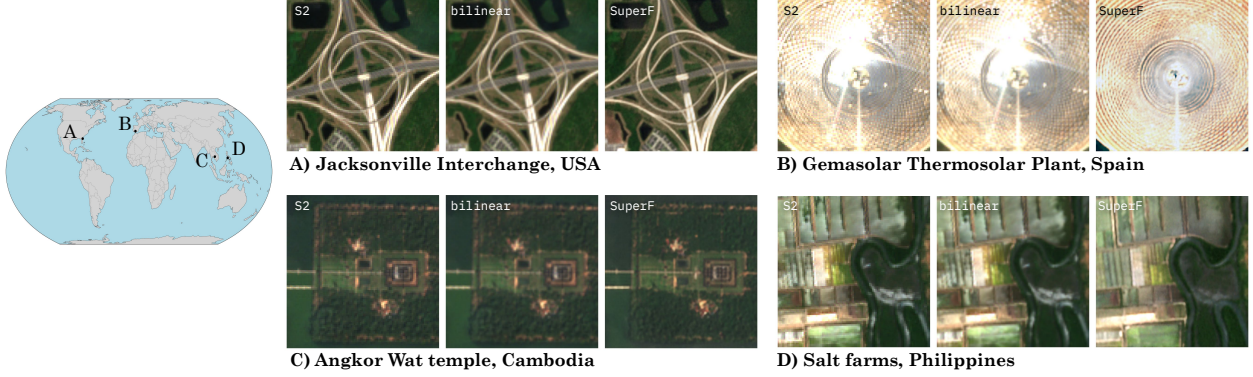 A
B
C
D
S2 bilinear SuperF
A) Jacksonville Interchange, USA
S2 bilinear SuperF
B) Gemasolar Thermosolar Plant, Spain
S2 bilinear SuperF
C) Angkor Wat temple, Cambodia
S2 bilinear SuperF
D) Salt farms, Philippines